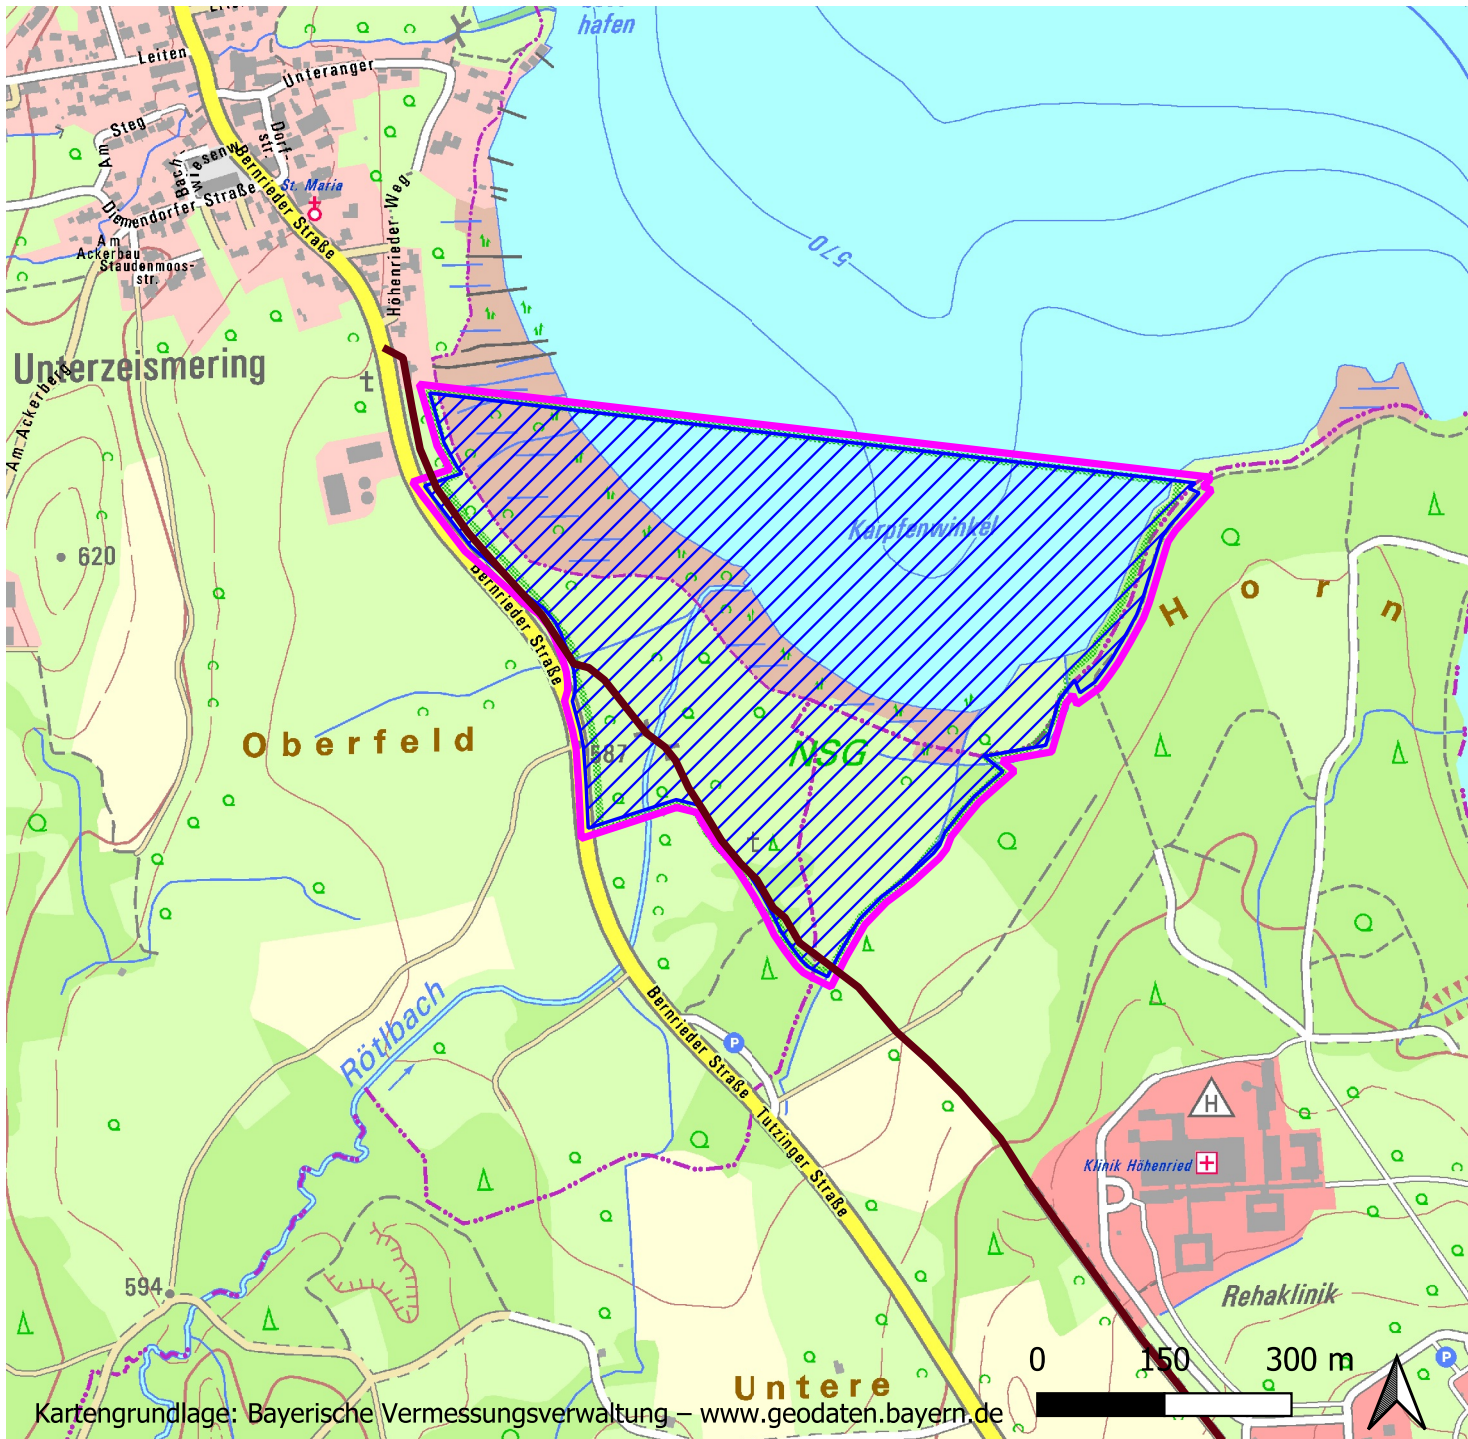 hafen
Leiten
Unteranger
Am Steg
Dorf-
str.
Bach-
wiesenw
Bernrieder Straße
St. Maria
Diemendorfer Straße
Höhenrieder Weg
Am
Ackerbau
Staudenmoos-
str.
570
Unterzeismering
Am-Ackerberg
Karpfenwinkel
620
Horn
Bernrieder Straße
Oberfeld
587
NSG
Rötlbach
Bernrieder Straße
P
Tutzinger Straße
H
Klinik Höhenried
594
Rehaklinik
0 150 300 m
P
Untere
Kartengrundlage: Bayerische Vermessungsverwaltung – www.geodaten.bayern.de